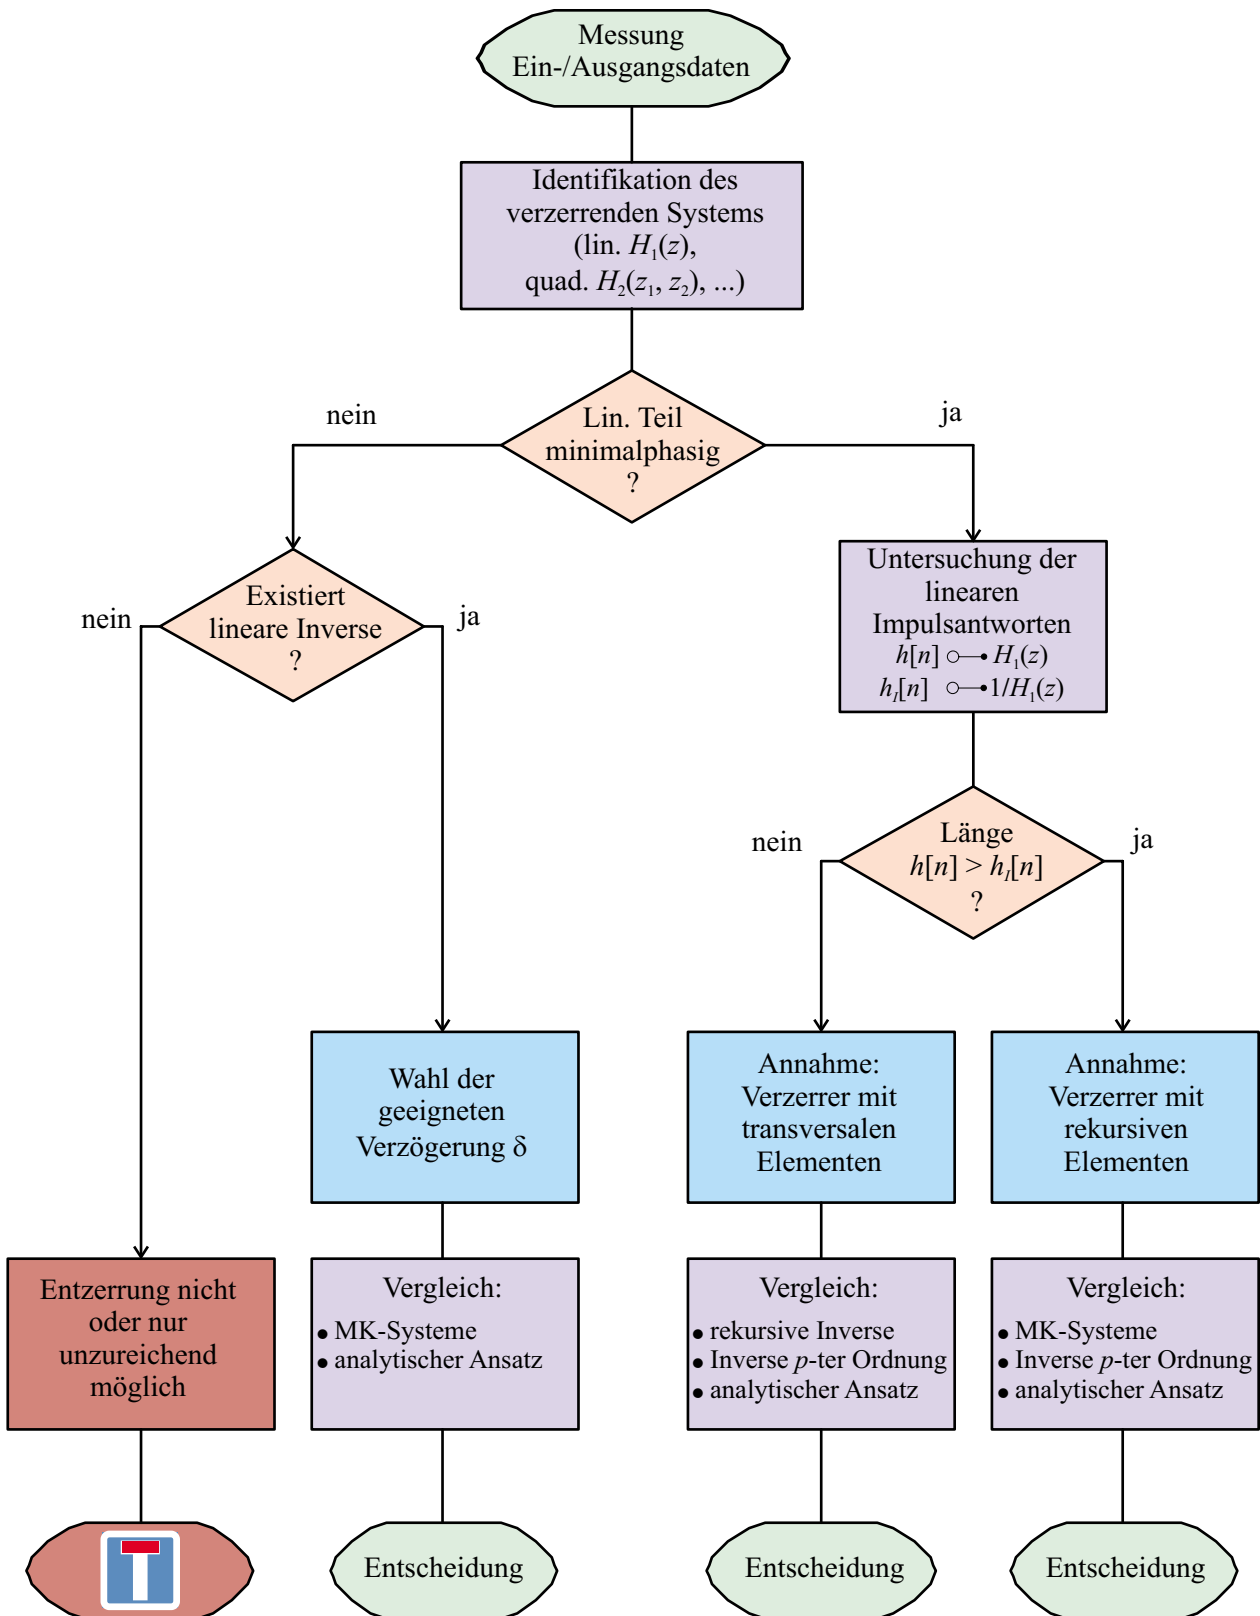 Messung
Ein-/Ausgangsdaten
Identifikation des
verzerrenden Systems
(lin. H₁(z),
quad. H₂(z₁, z₂), ...)
nein
ja
Lin. Teil
minimalphasig
?
Untersuchung der
linearen
Impulsantworten
h[n] ○—● H₁(z)
h_I[n] ○—● 1/H₁(z)
nein
ja
Existiert
lineare Inverse
?
nein
ja
Länge
h[n] > h_I[n]
?
Wahl der
geeigneten
Verzögerung δ
Annahme:
Verzerrer mit
transversalen
Elementen
Annahme:
Verzerrer mit
rekursiven
Elementen
Entzerrung nicht
oder nur
unzureichend
möglich
Vergleich:
● MK-Systeme
● analytischer Ansatz
Vergleich:
● rekursive Inverse
● Inverse p-ter Ordnung
● analytischer Ansatz
Vergleich:
● MK-Systeme
● Inverse p-ter Ordnung
● analytischer Ansatz
Entscheidung
Entscheidung
Entscheidung